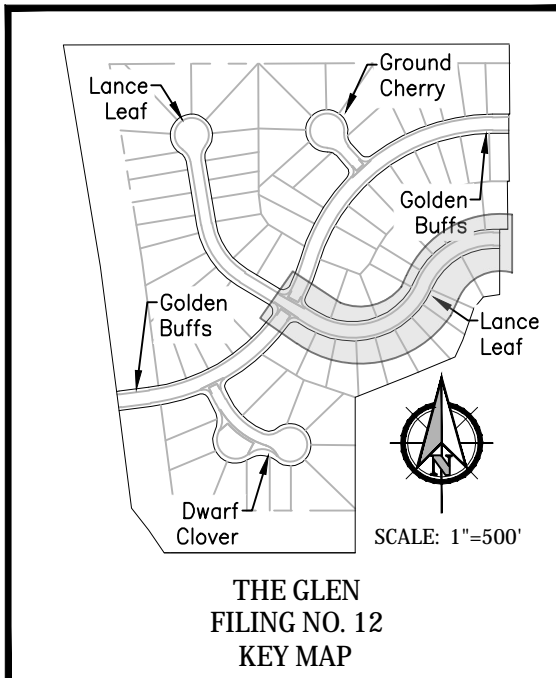 Ground
Cherry
Lance
Leaf
Golden
Buffs
Golden
Buffs
Lance
Leaf
N
Dwarf
Clover
SCALE: 1"=500'
THE GLEN
FILING NO. 12
KEY MAP